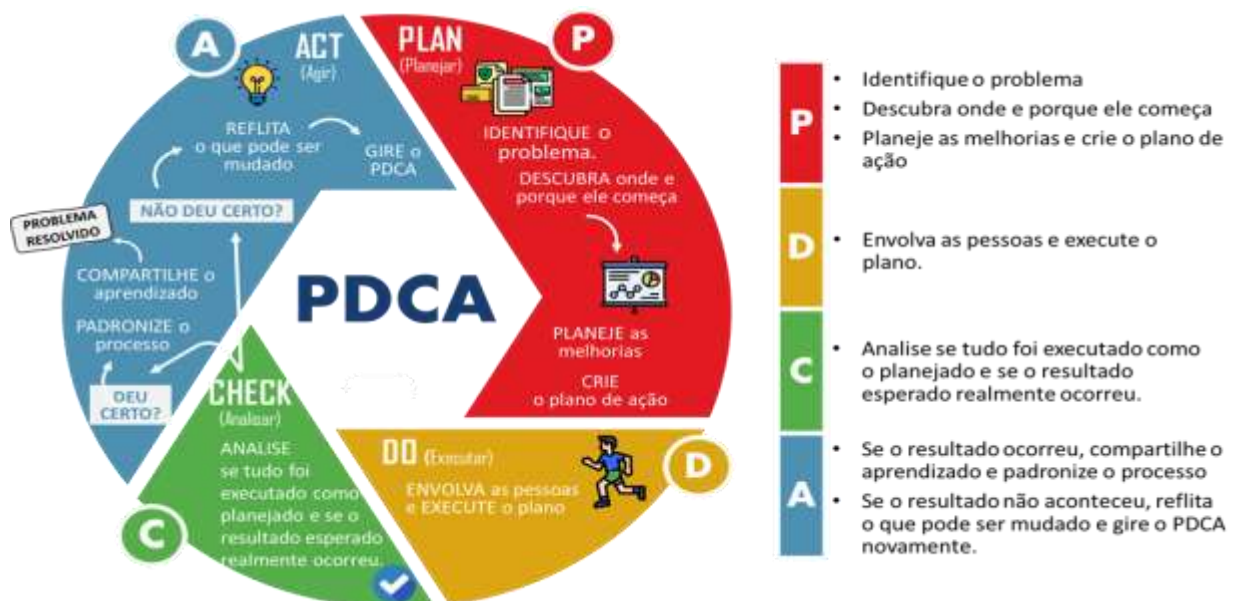 A
ACT
(Agir)
REFLITA
o que pode ser
mudado
GIRE o
PDCA
NÃO DEU CERTO?
PROBLEMA
RESOLVIDO
COMPARTILHE o
aprendizado
PADRONIZE o
processo
DEU
CERTO?
PLAN
(Planejar)
P
IDENTIFIQUE o
problema.
DESCUBRA onde e
porque ele começa
PLANEJE as
melhorias
CRIE
o plano de ação
PDCA
CHECK
(Analisar)
ANALISE
se tudo foi
executado como
planejado e se o
resultado esperado
realmente ocorreu.
C
DO (Executar)
ENVOLVA as pessoas
e EXECUTE o plano
D
P
• Identifique o problema
• Descubra onde e porque ele começa
• Planeje as melhorias e crie o plano de
ação
D
• Envolva as pessoas e execute o
plano.
C
• Analise se tudo foi executado como
o planejado e se o resultado
esperado realmente ocorreu.
A
• Se o resultado ocorreu, compartilhe o
aprendizado e padronize o processo
• Se o resultado não aconteceu, reflita
o que pode ser mudado e gire o PDCA
novamente.